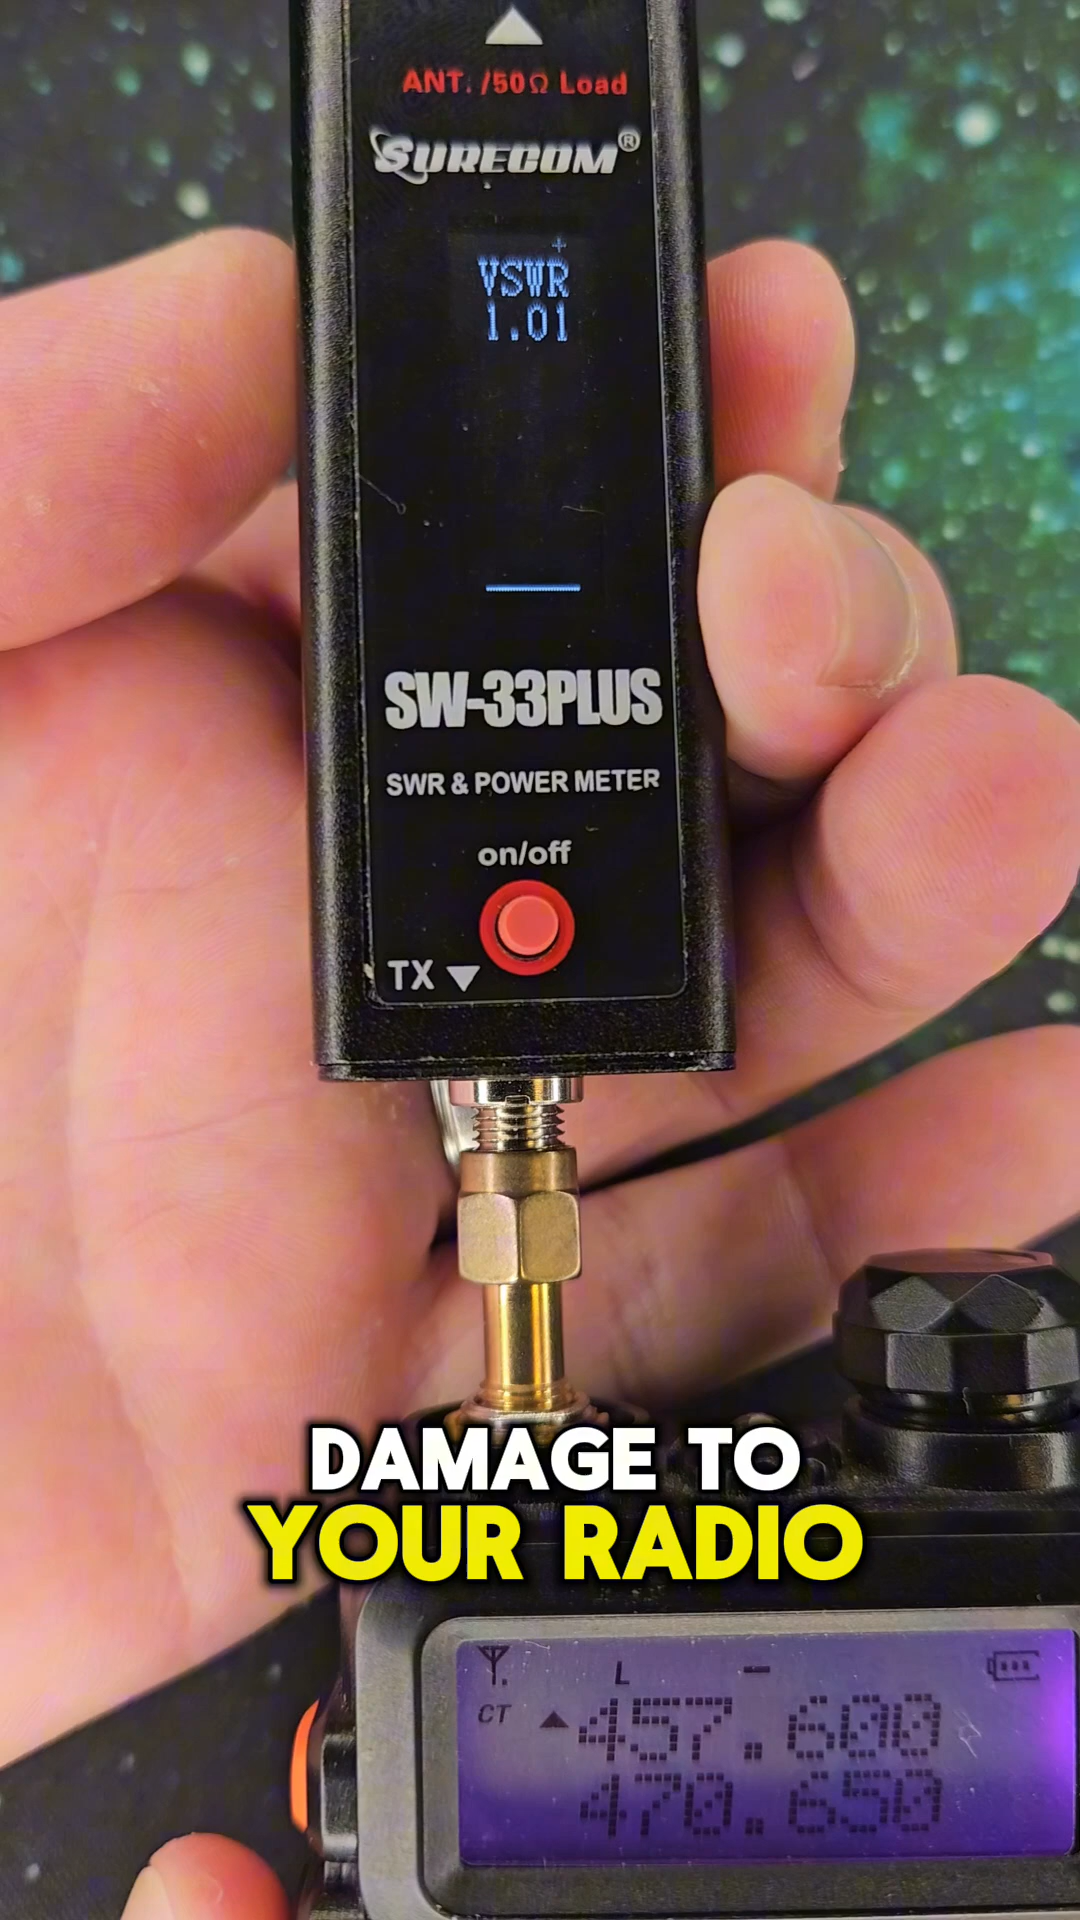 ANT. /50Ω Load
SURECOM®
VSWR
1.01
SW-33PLUS
SWR & POWER METER
on/off
TX
DAMAGE TO
YOUR RADIO
L -
CT 457.600
470.650